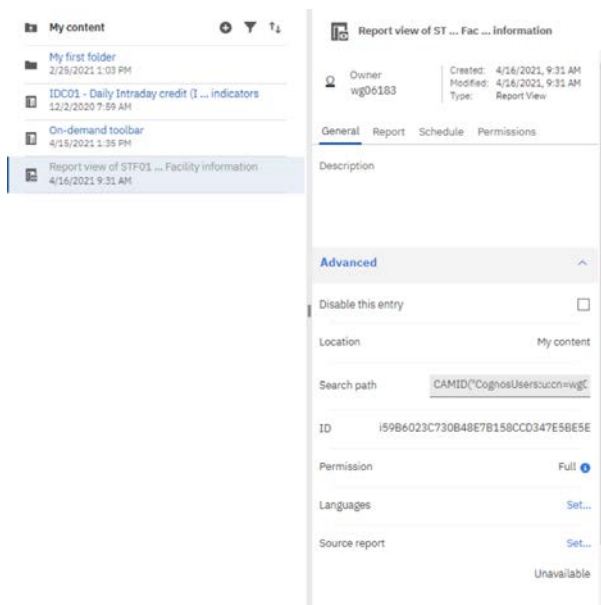 My content
My first folder
2/25/2021 1:03 PM
IDC01 - Daily Intraday credit (I ... indicators
12/2/2020 7:59 AM
On-demand toolbar
4/15/2021 1:35 PM
Report view of STF01 ... Facility information
4/16/2021 9:31 AM
Report view of ST ... Fac ... information
Owner
wg06183
Created: 4/16/2021, 9:31 AM
Modified: 4/16/2021, 9:31 AM
Type: Report View
General Report Schedule Permissions
Description
Advanced
Disable this entry
Location My content
Search path CAMID("CognosUsers:u:cn=wg
ID i59B6023C730B48E7B158CCD347E5BE5E
Permission Full
Languages Set...
Source report Set...
Unavailable